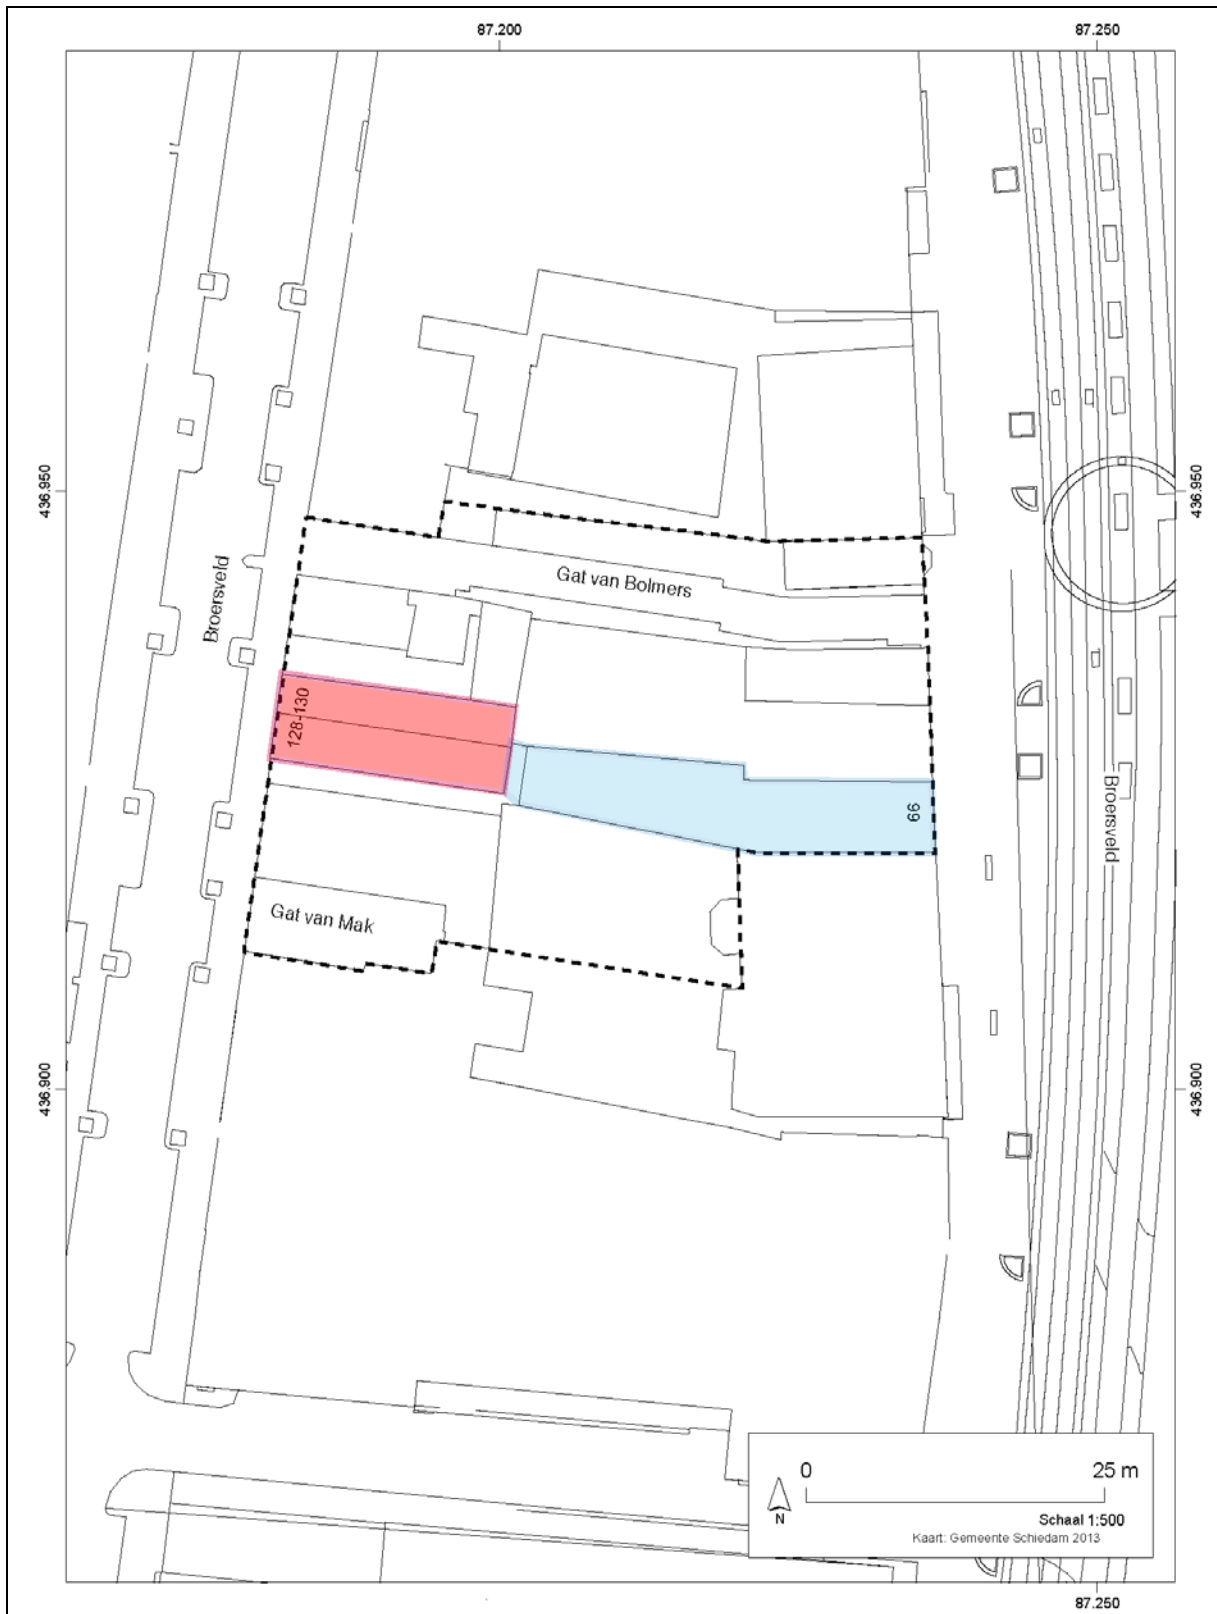 87.200
87.250
436.950
436.950
Broersveld
Gat van Bolmers
128-130
66
Broersveld
Gat van Mak
436.900
436.900
0
25 m
N
Schaal 1:500
Kaart: Gemeente Schiedam 2013
87.250